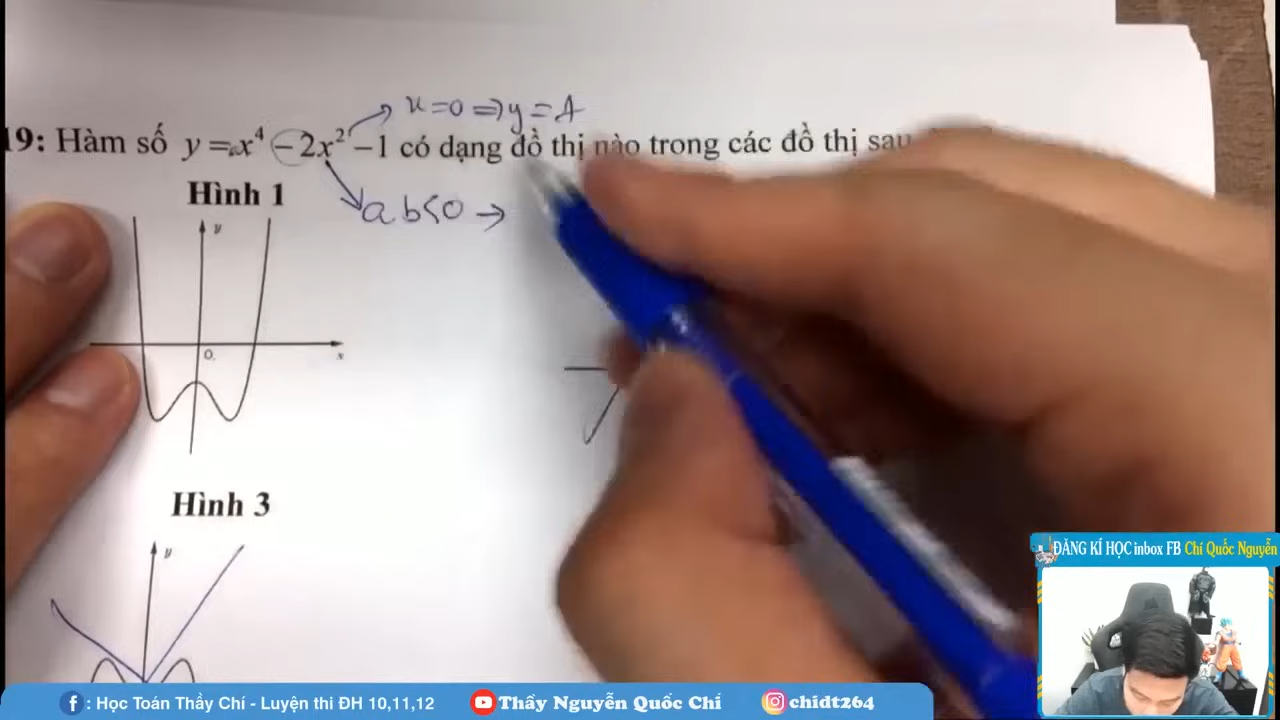 x=0 ⇒ y = -1
19: Hàm số y = x⁴ − 2x² −1 có dạng đồ thị nào trong các đồ thị sau
Hình 1
ab<0 →
y
O
x
Hình 3
y
ĐĂNG KÍ HỌC inbox FB Chí Quốc Nguyễn
f : Học Toán Thầy Chí - Luyện thi ĐH 10,11,12
Thầy Nguyễn Quốc Chí
chidt264